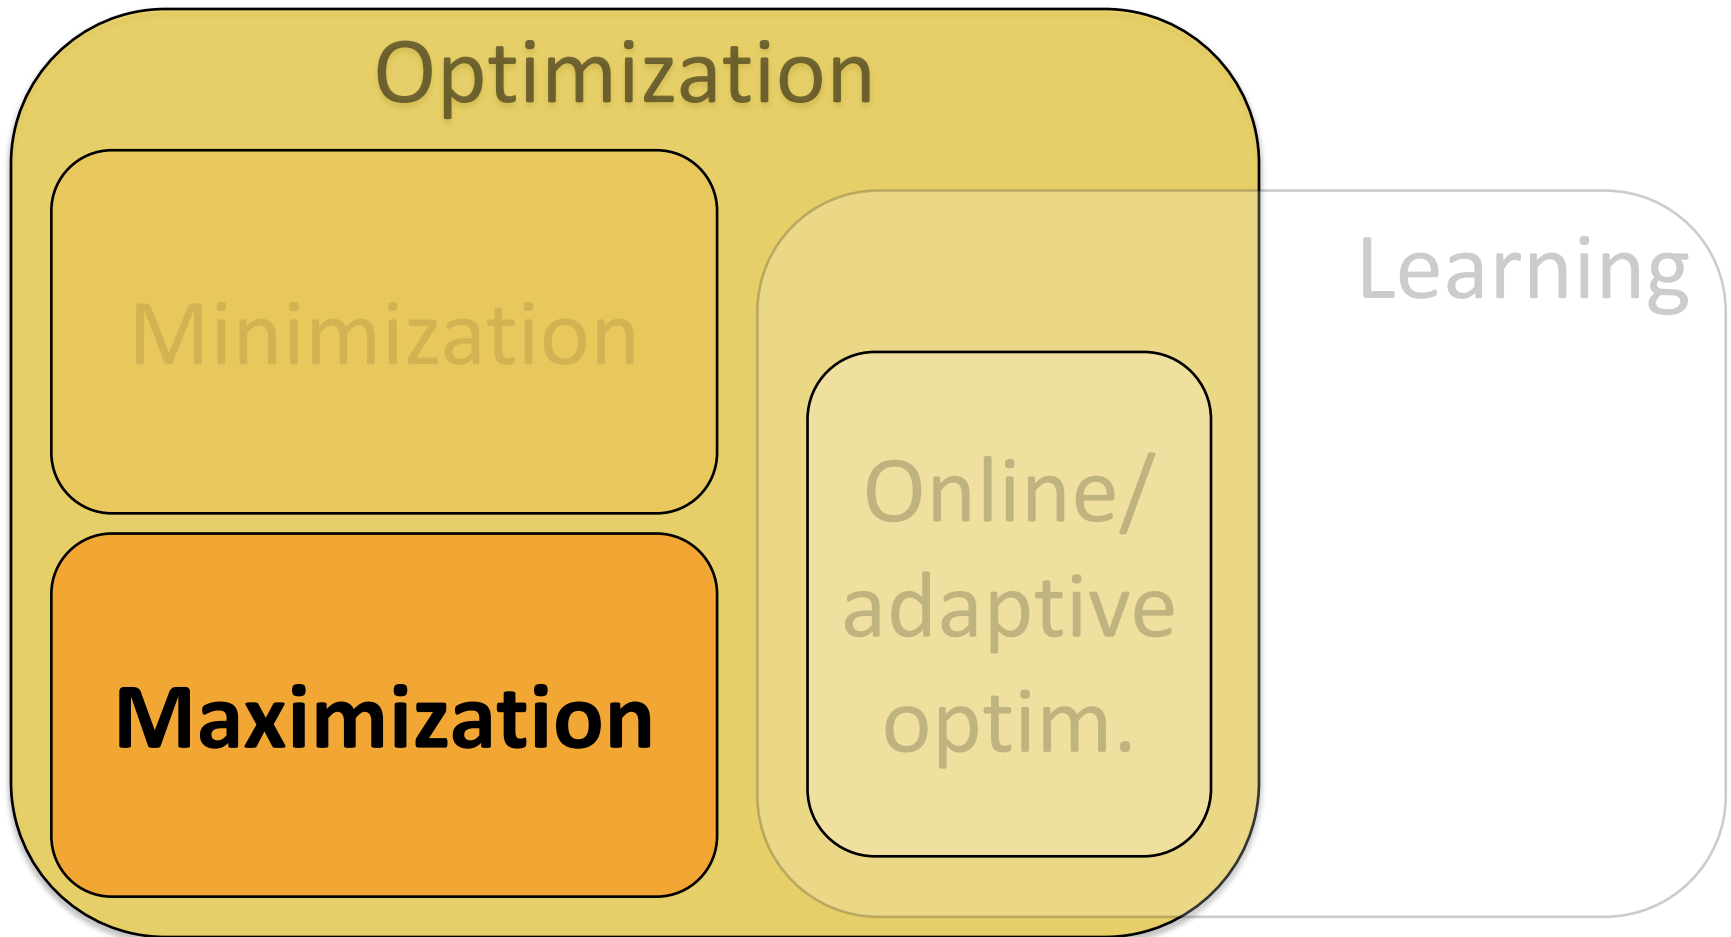 Optimization
Learning
Minimization
Online/
adaptive
optim.
Maximization